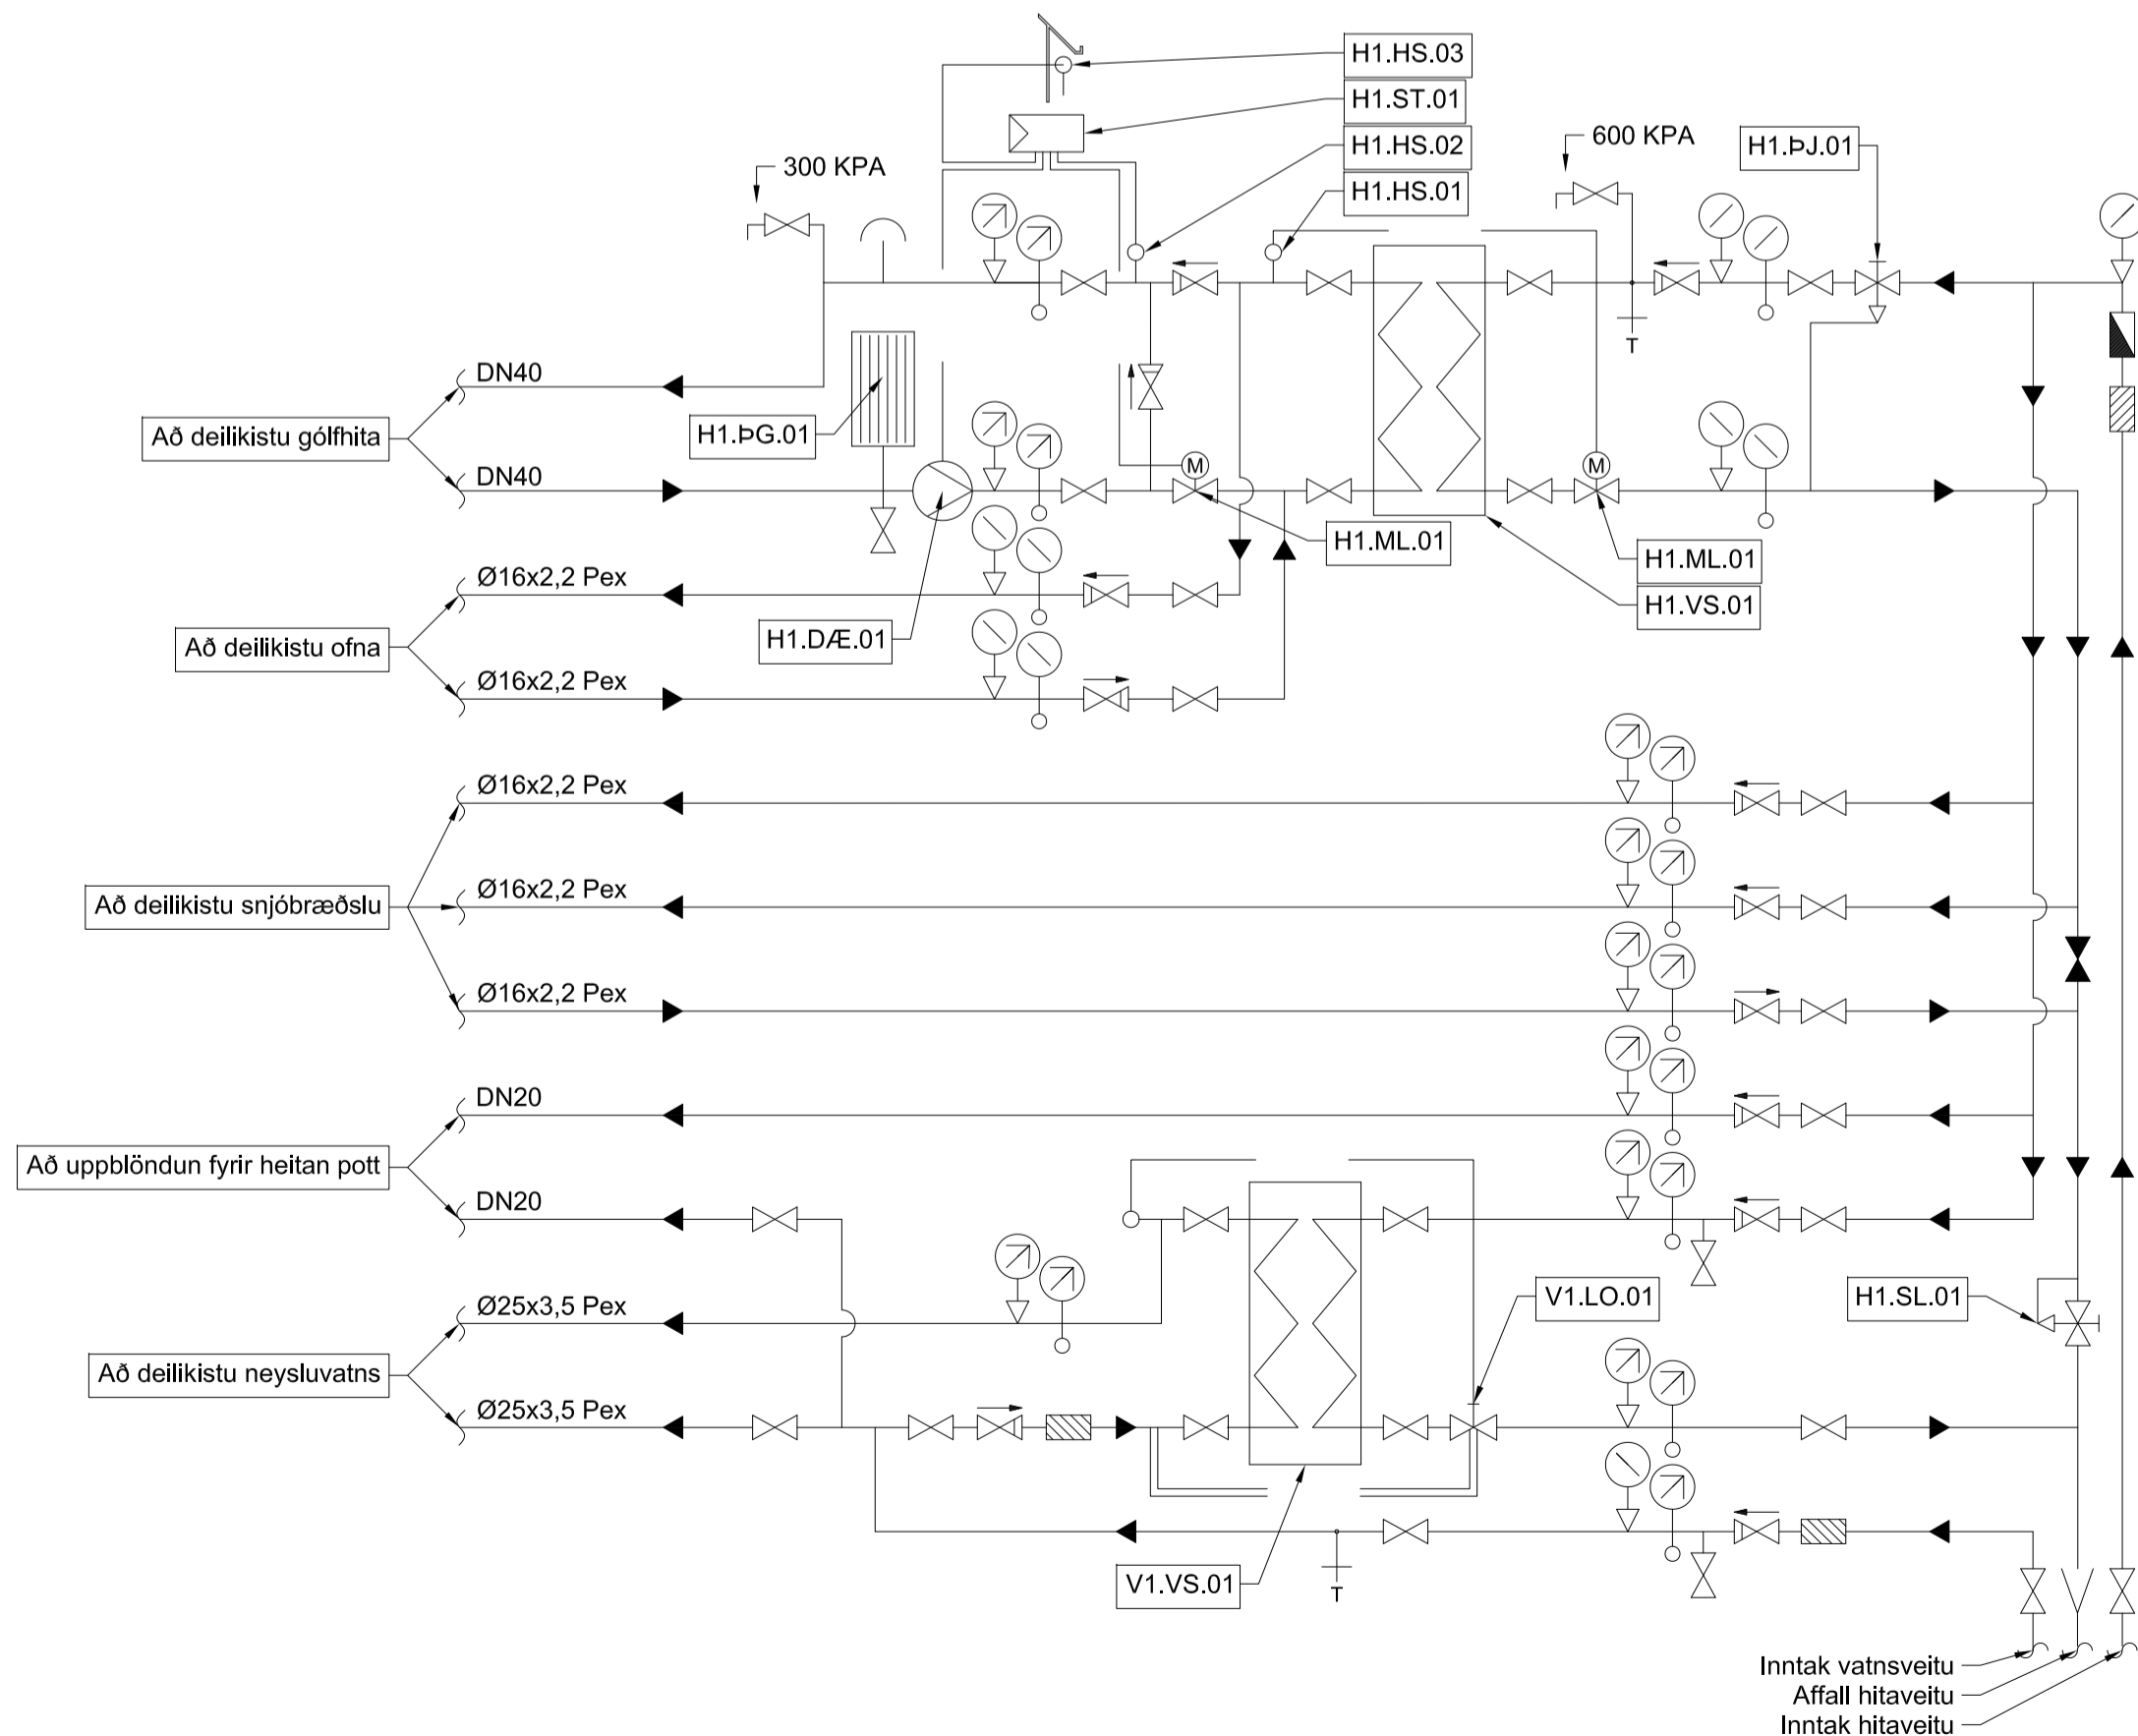 H1.HS.03
H1.ST.01
H1.HS.02
H1.HS.01
300 KPA
600 KPA
H1.ÞJ.01
T
DN40
Að deilikistu gólfhita
H1.ÞG.01
DN40
M
M
H1.ML.01
H1.ML.01
H1.VS.01
Ø16x2,2 Pex
Að deilikistu ofna
H1.DÆ.01
Ø16x2,2 Pex
Ø16x2,2 Pex
Að deilikistu snjóbræðslu
Ø16x2,2 Pex
Ø16x2,2 Pex
DN20
Að uppblöndun fyrir heitan pott
DN20
Ø25x3,5 Pex
V1.LO.01
H1.SL.01
Að deilikistu neysluvatns
Ø25x3,5 Pex
V1.VS.01
T
Inntak vatnsveitu
Affall hitaveitu
Inntak hitaveitu